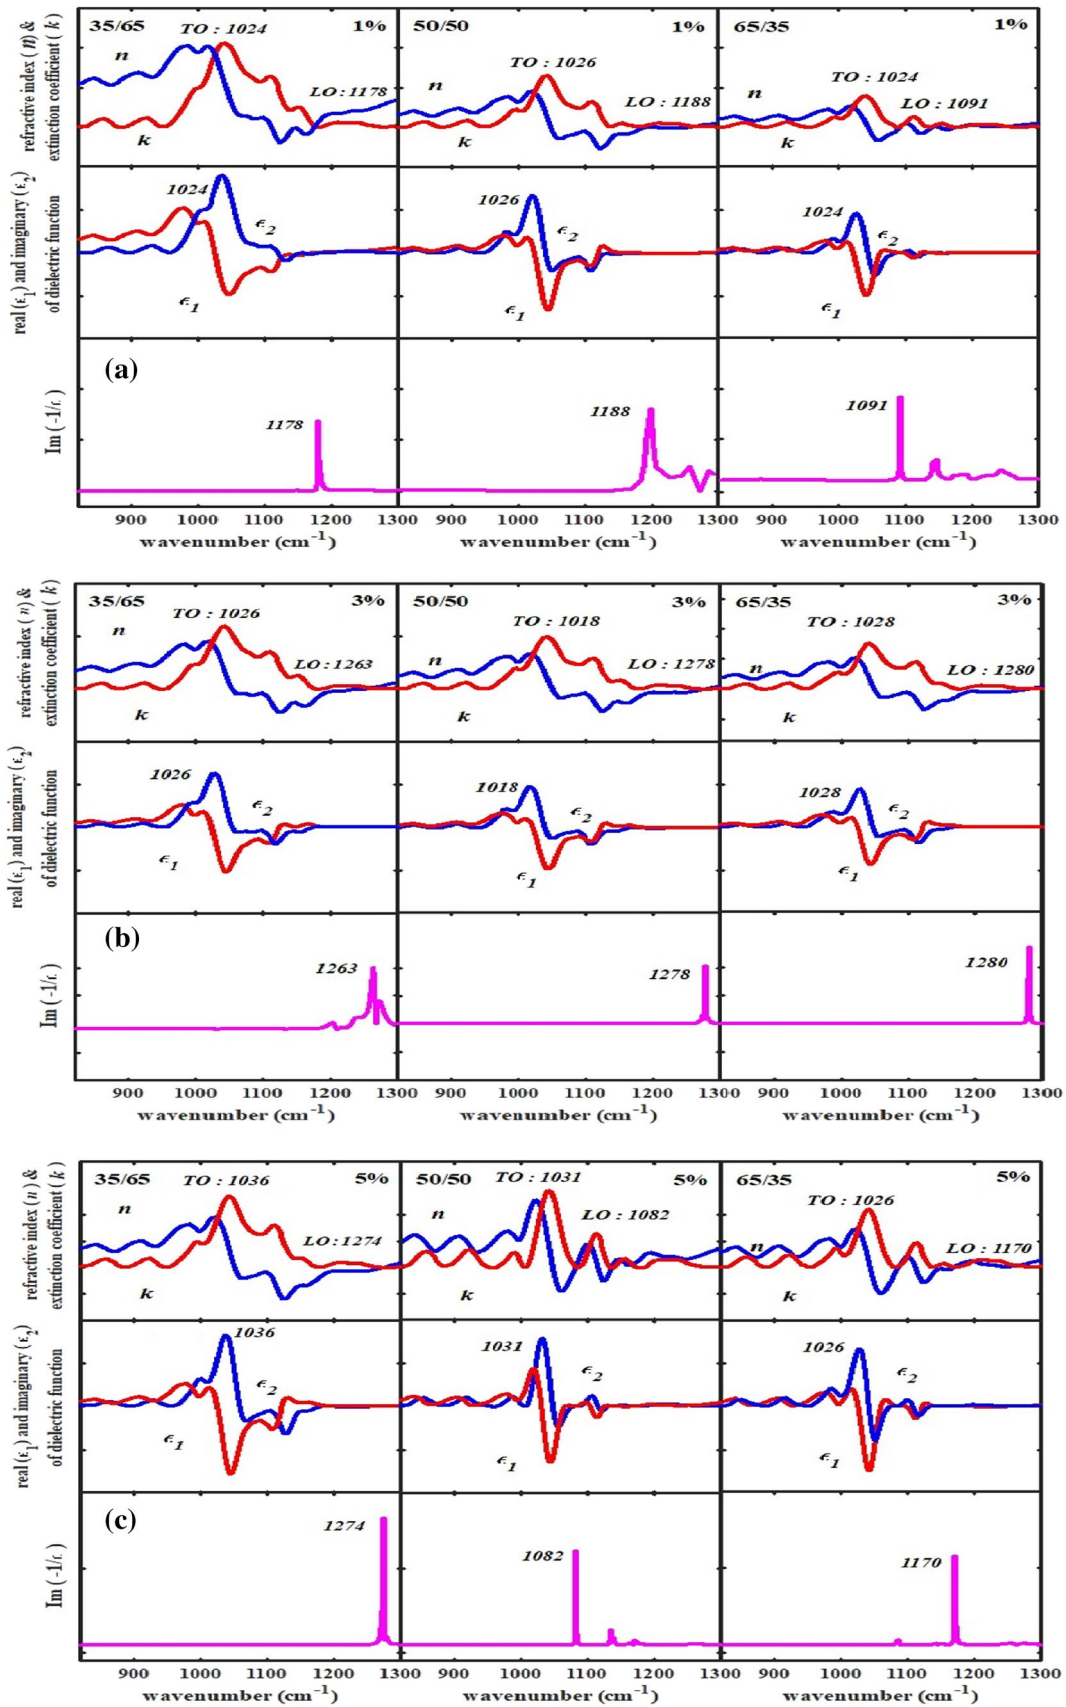 refractive index (n) &
extinction coefficient (k)
35/65 TO : 1024 1%
n
LO : 1178
k
50/50 1%
TO : 1026
n
LO : 1188
k
65/35 1%
TO : 1024
n
LO : 1091
k
real (ε1) and imaginary (ε2)
of dielectric function
1024
ε2
ε1
1026
ε2
ε1
1024
ε2
ε1
Im (-1/ε)
(a)
1178
1188
1091
900 1000 1100 1200 1300 1000 1100 1200 1300 900 1000 1100 1200 1300
wavenumber (cm⁻¹) wavenumber (cm⁻¹) wavenumber (cm⁻¹)
refractive index (n) &
extinction coefficient (k)
35/65 3%
TO : 1026
n
LO : 1263
k
50/50 3%
TO : 1018
n
LO : 1278
k
65/35 3%
TO : 1028
n
LO : 1280
k
real (ε1) and imaginary (ε2)
of dielectric function
1026
ε2
ε1
1018
ε2
ε1
1028
ε2
ε1
Im (-1/ε)
(b)
1263
1278
1280
900 1000 1100 1200 1300 1000 1100 1200 1300 900 1000 1100 1200 1300
wavenumber (cm⁻¹) wavenumber (cm⁻¹) wavenumber (cm⁻¹)
refractive index (n) &
extinction coefficient (k)
35/65 TO : 1036 5%
n
LO : 1274
k
50/50 TO : 1031 5%
n
LO : 1082
k
65/35 5%
TO : 1026
n
LO : 1170
k
real (ε1) and imaginary (ε2)
of dielectric function
1036
ε2
ε1
1031
ε2
ε1
1026
ε2
ε1
Im (-1/ε)
(c)
1274
1082
1170
900 1000 1100 1200 1300 1000 1100 1200 1300 900 1000 1100 1200 1300
wavenumber (cm⁻¹) wavenumber (cm⁻¹) wavenumber (cm⁻¹)